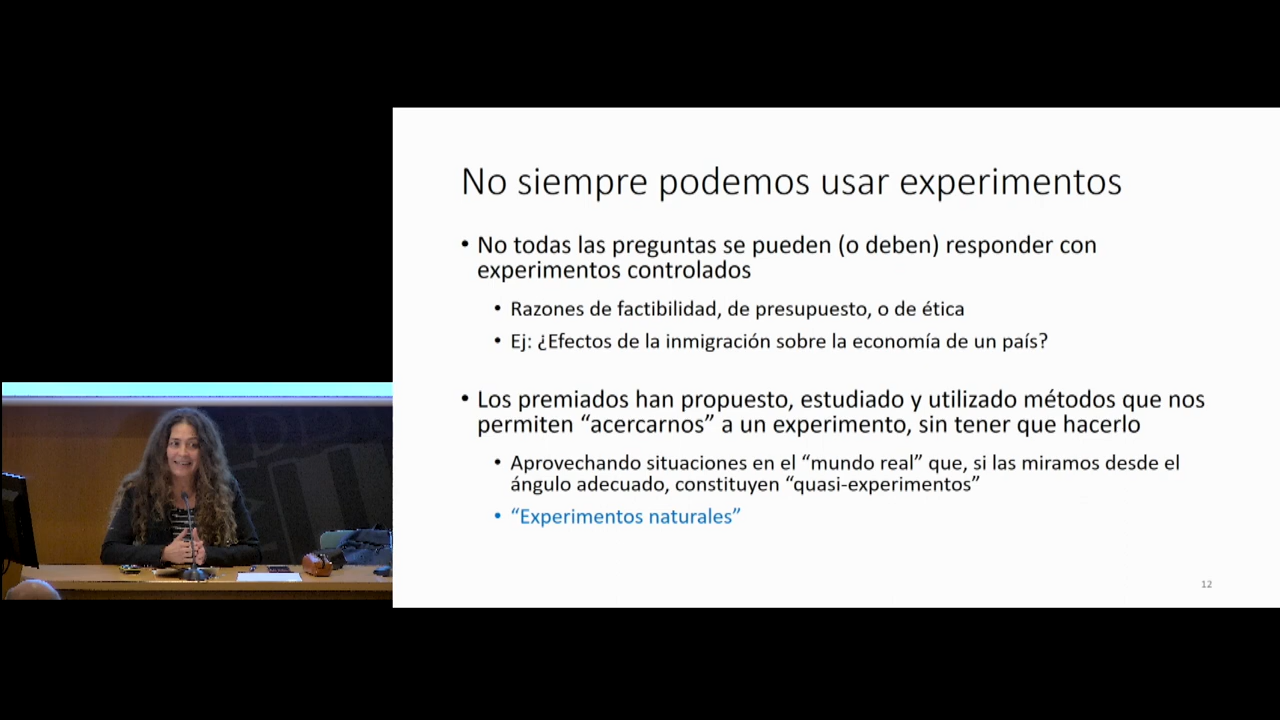 No siempre podemos usar experimentos
• No todas las preguntas se pueden (o deben) responder con
experimentos controlados
• Razones de factibilidad, de presupuesto, o de ética
• Ej: ¿Efectos de la inmigración sobre la economía de un país?
• Los premiados han propuesto, estudiado y utilizado métodos que nos
permiten “acercarnos” a un experimento, sin tener que hacerlo
• Aprovechando situaciones en el “mundo real” que, si las miramos desde el
ángulo adecuado, constituyen “quasi-experimentos”
• “Experimentos naturales”
12